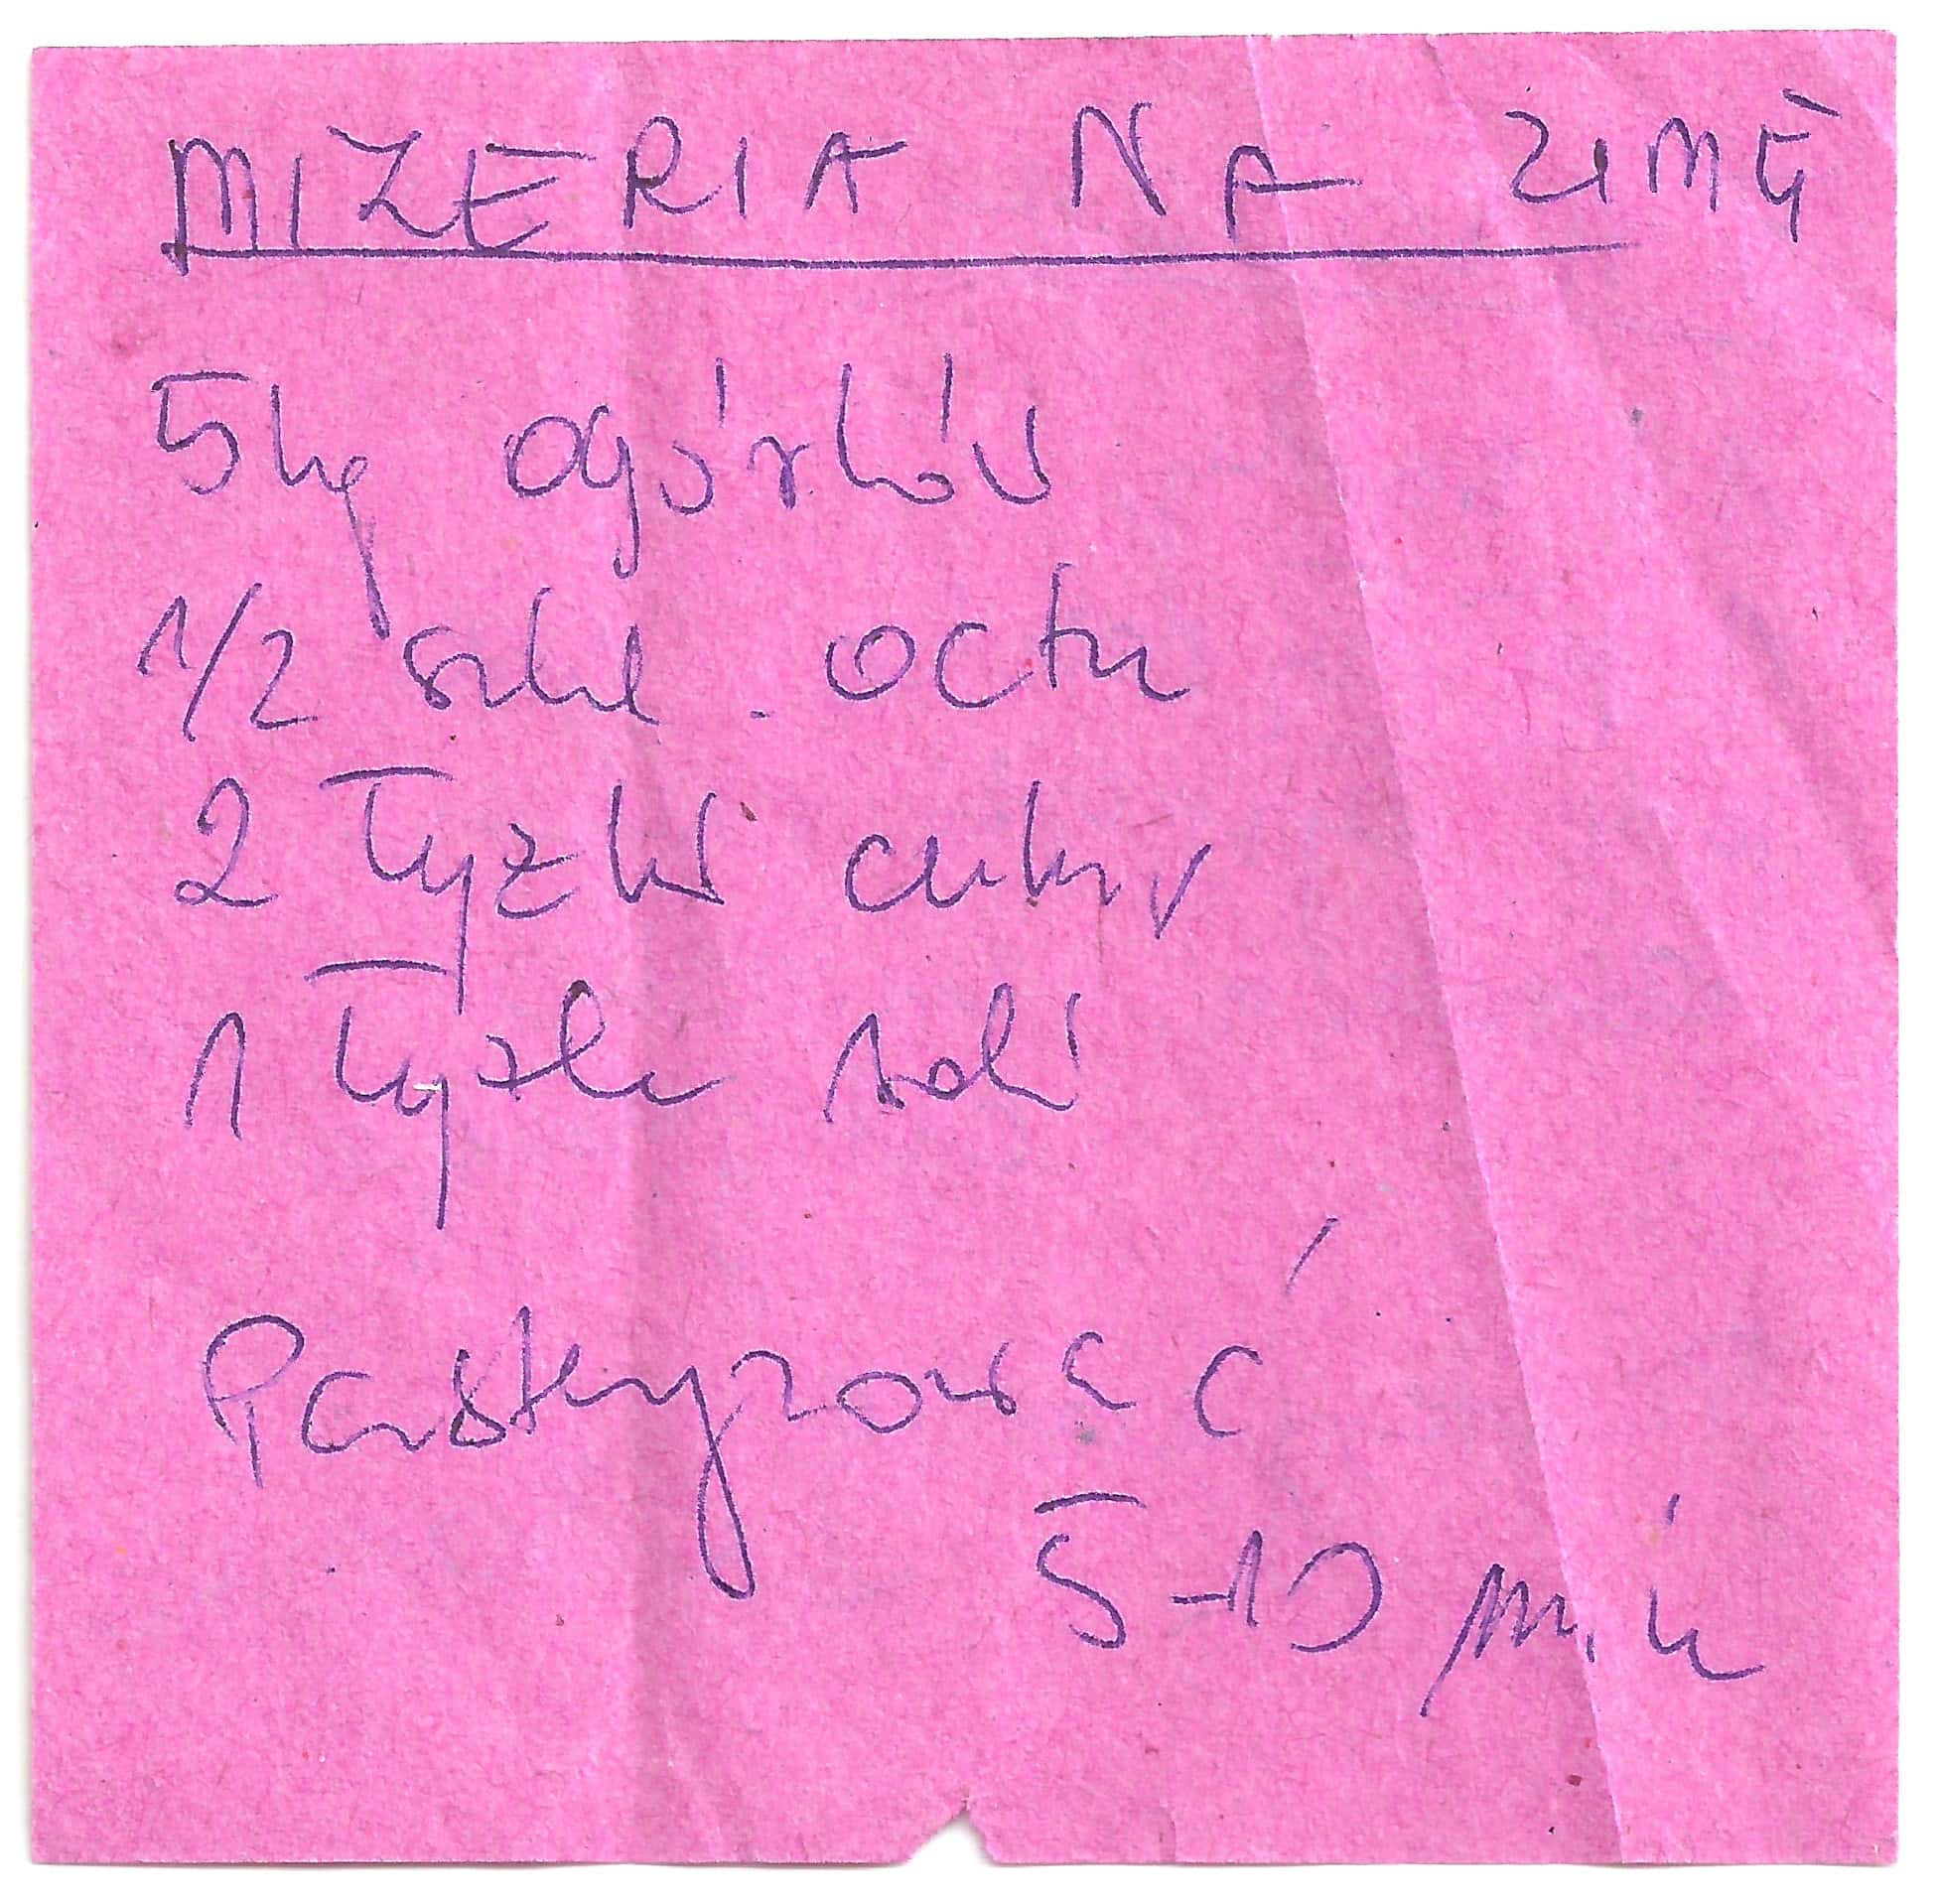 MIZERIA NA ZIMĘ
5kg ogórków
1/2 szkl. octu
2 łyżki cukru
1 łyżka soli
Pasteryzować
5-10 min